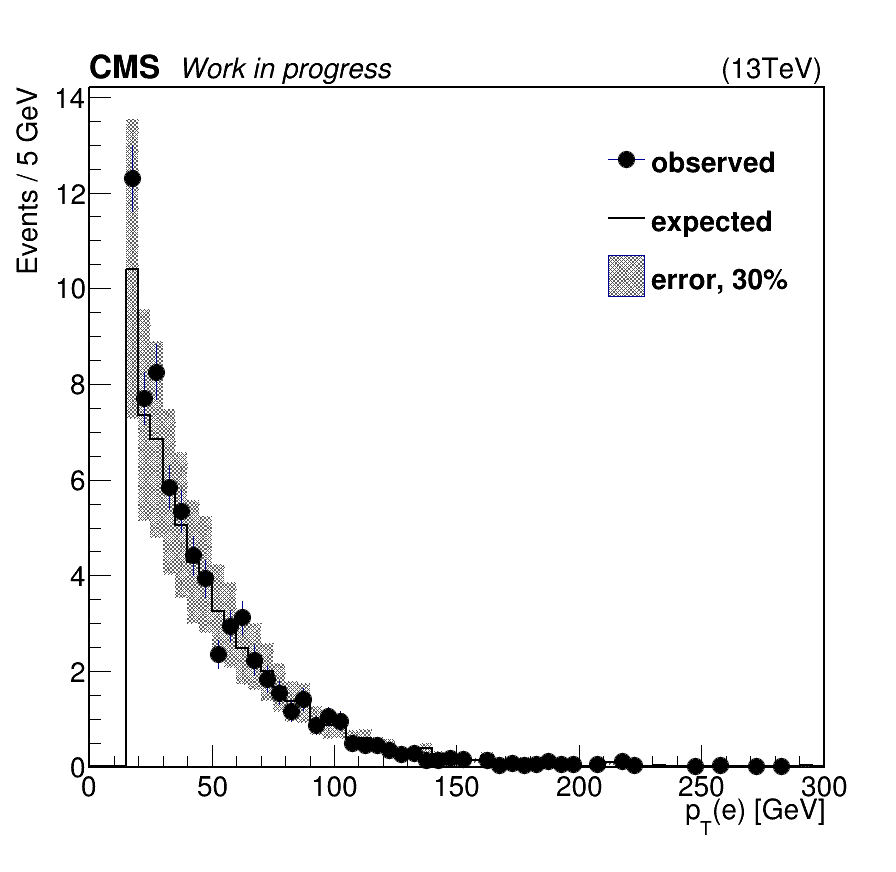 CMS Work in progress (13TeV)
Events / 5 GeV
14
12
10
8
6
4
2
0
observed
expected
error, 30%
0 50 100 150 200 250 300
p_T(e) [GeV]